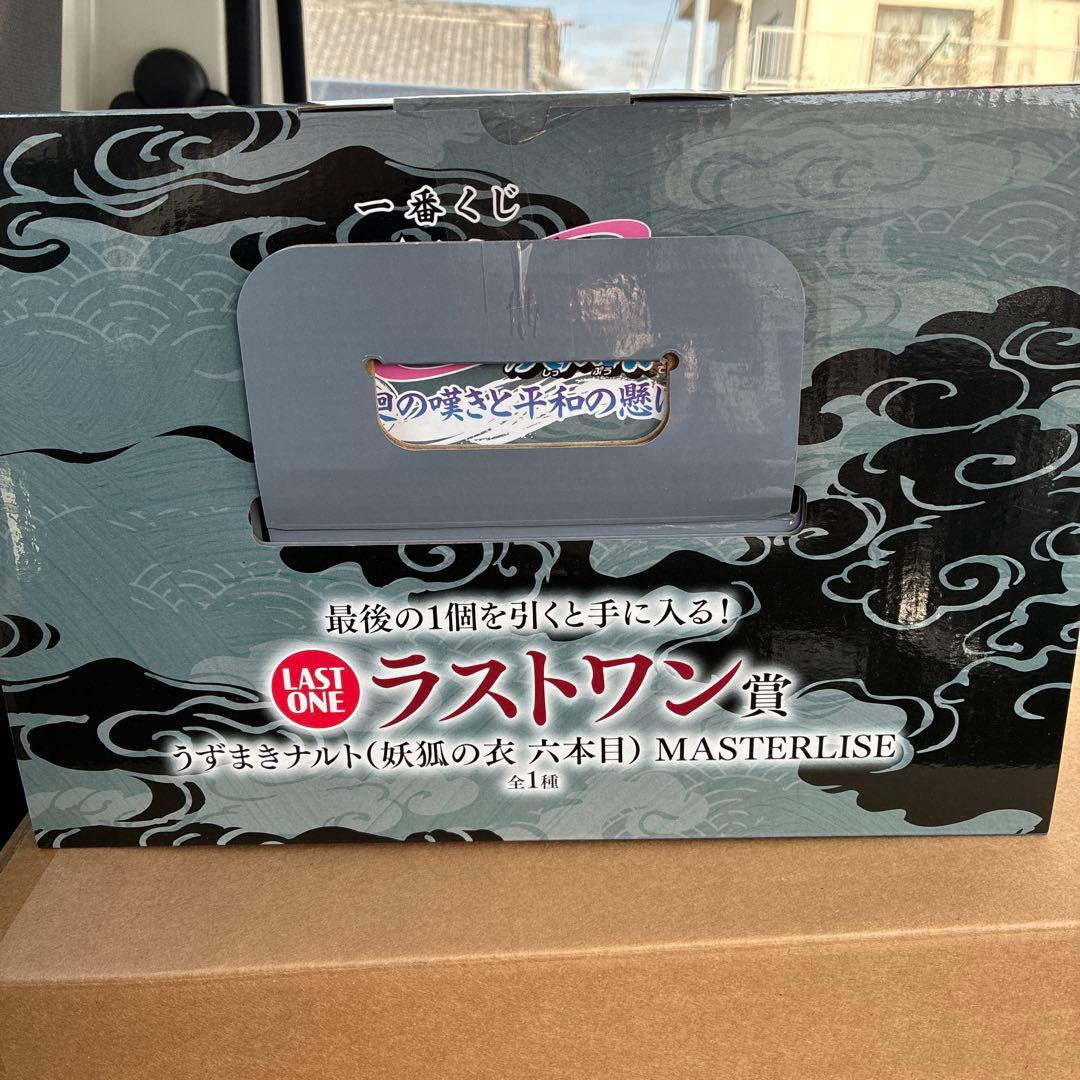 一番くじ
の嘆きと平和の懸
最後の1個を引くと手に入る!
LAST ONE ラストワン賞
うずまきナルト(妖狐の衣 六本目) MASTERLISE
全1種